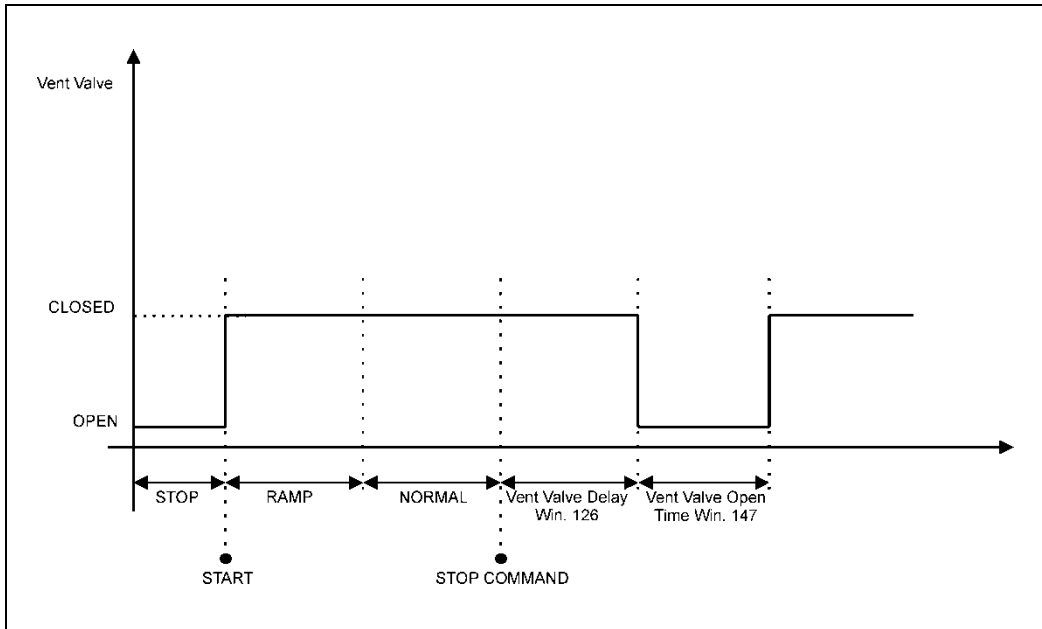 Vent Valve
CLOSED
OPEN
STOP
RAMP
NORMAL
Vent Valve Delay
Win. 126
Vent Valve Open
Time Win. 147
START
STOP COMMAND